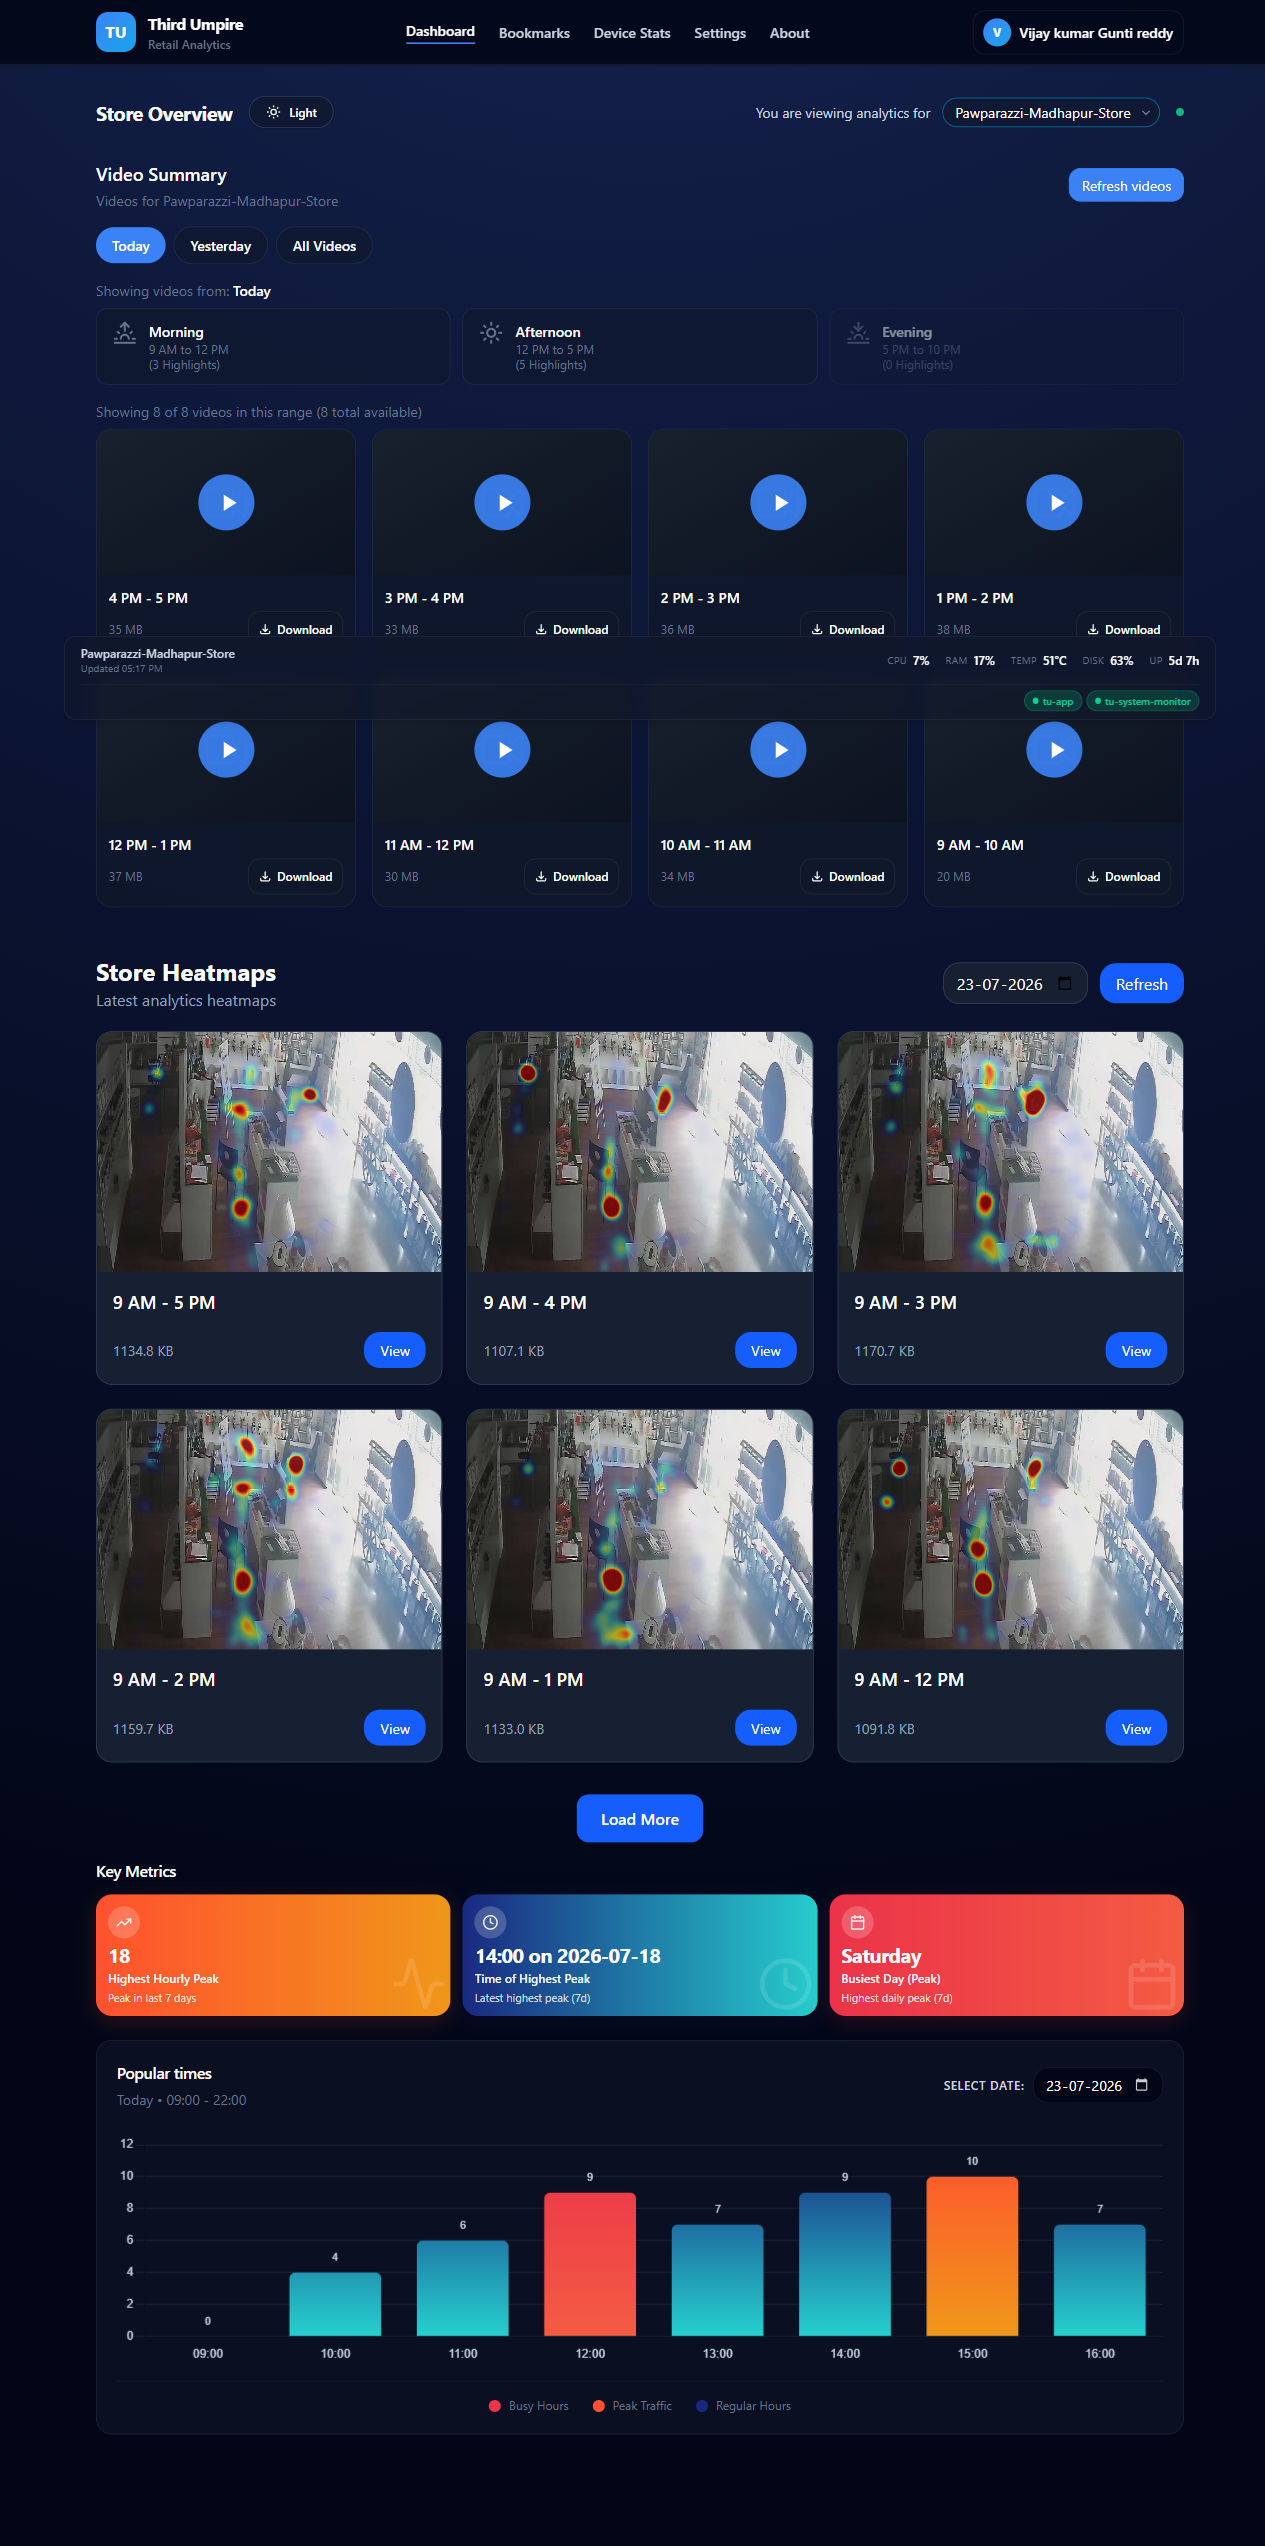 TU
Third Umpire
Retail Analytics
Dashboard
Bookmarks
Device Stats
Settings
About
V
Vijay kumar Gunti reddy
Store Overview
Light
You are viewing analytics for
Pawparazzi-Madhapur-Store
Video Summary
Videos for Pawparazzi-Madhapur-Store
Refresh videos
Today
Yesterday
All Videos
Showing videos from: Today
Morning
9 AM to 12 PM
(3 Highlights)
Afternoon
12 PM to 5 PM
(5 Highlights)
Evening
5 PM to 10 PM
(0 Highlights)
Showing 8 of 8 videos in this range (8 total available)
4 PM - 5 PM
35 MB
Download
3 PM - 4 PM
33 MB
Download
2 PM - 3 PM
36 MB
Download
1 PM - 2 PM
38 MB
Download
Pawparazzi-Madhapur-Store
Updated 05:17 PM
CPU 7%
RAM 17%
TEMP 51°C
DISK 63%
UP 5d 7h
tu-app
tu-system-monitor
12 PM - 1 PM
37 MB
Download
11 AM - 12 PM
30 MB
Download
10 AM - 11 AM
34 MB
Download
9 AM - 10 AM
20 MB
Download
Store Heatmaps
Latest analytics heatmaps
23-07-2026
Refresh
9 AM - 5 PM
1134.8 KB
View
9 AM - 4 PM
1107.1 KB
View
9 AM - 3 PM
1170.7 KB
View
9 AM - 2 PM
1159.7 KB
View
9 AM - 1 PM
1133.0 KB
View
9 AM - 12 PM
1091.8 KB
View
Load More
Key Metrics
18
Highest Hourly Peak
Peak in last 7 days
14:00 on 2026-07-18
Time of Highest Peak
Latest highest peak (7d)
Saturday
Busiest Day (Peak)
Highest daily peak (7d)
Popular times
Today • 09:00 - 22:00
SELECT DATE:
23-07-2026
12
10
8
6
4
2
0
0
4
6
9
7
9
10
7
09:00
10:00
11:00
12:00
13:00
14:00
15:00
16:00
Busy Hours
Peak Traffic
Regular Hours